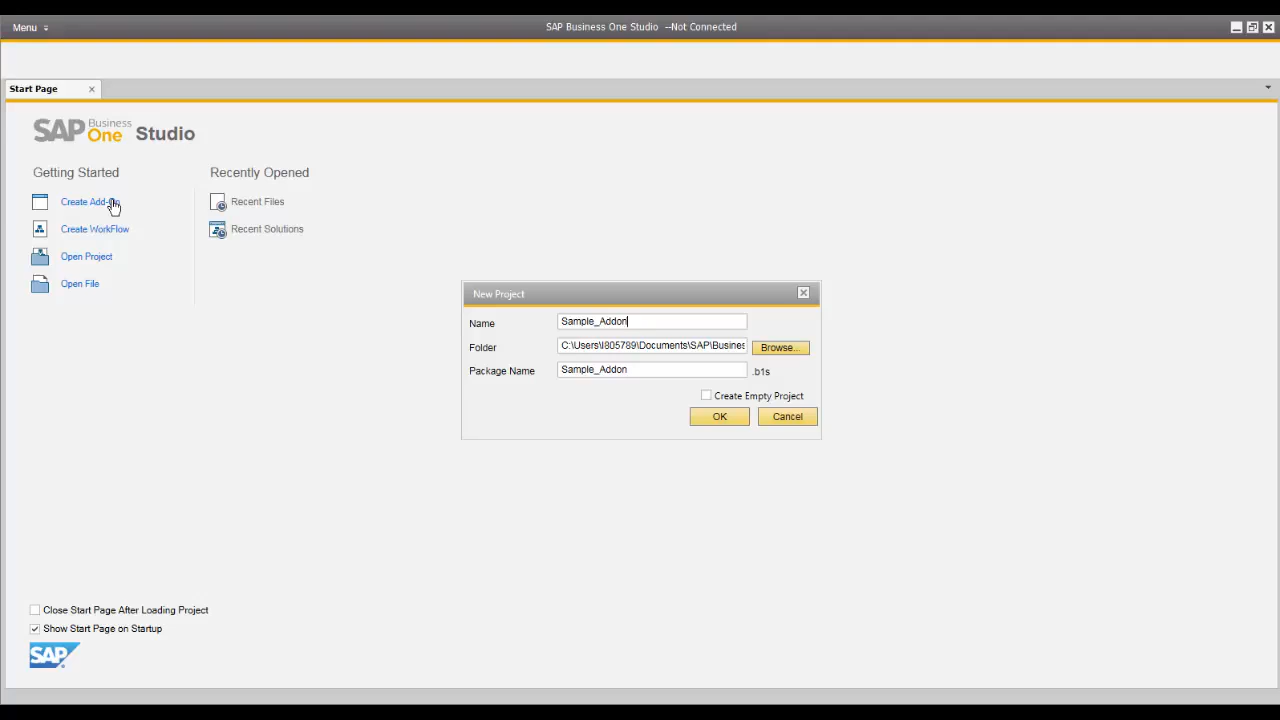 Menu
SAP Business One Studio --Not Connected
Start Page
SAP Business One Studio
Getting Started
Recently Opened
Create Add-
Recent Files
Create WorkFlow
Recent Solutions
Open Project
Open File
New Project
Name
Sample_Addon
Folder
C:\Users\I805789\Documents\SAP\Busines
Browse...
Package Name
Sample_Addon
.b1s
Create Empty Project
OK
Cancel
Close Start Page After Loading Project
Show Start Page on Startup
SAP